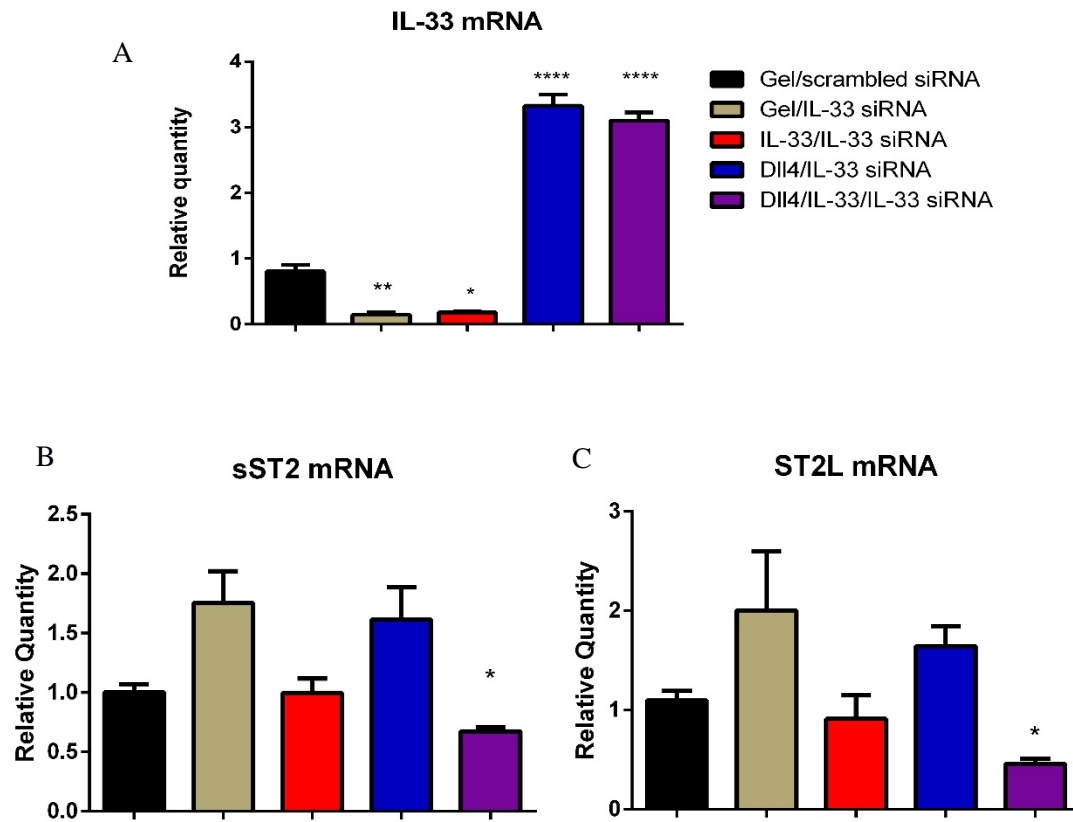 A
IL-33 mRNA
Relative quantity
4
3
2
1
0
**
*
****
****
Gel/scrambled siRNA
Gel/IL-33 siRNA
IL-33/IL-33 siRNA
Dll4/IL-33 siRNA
Dll4/IL-33/IL-33 siRNA
B
sST2 mRNA
Relative Quantity
2.5
2.0
1.5
1.0
0.5
0.0
*
C
ST2L mRNA
Relative Quantity
3
2
1
0
*